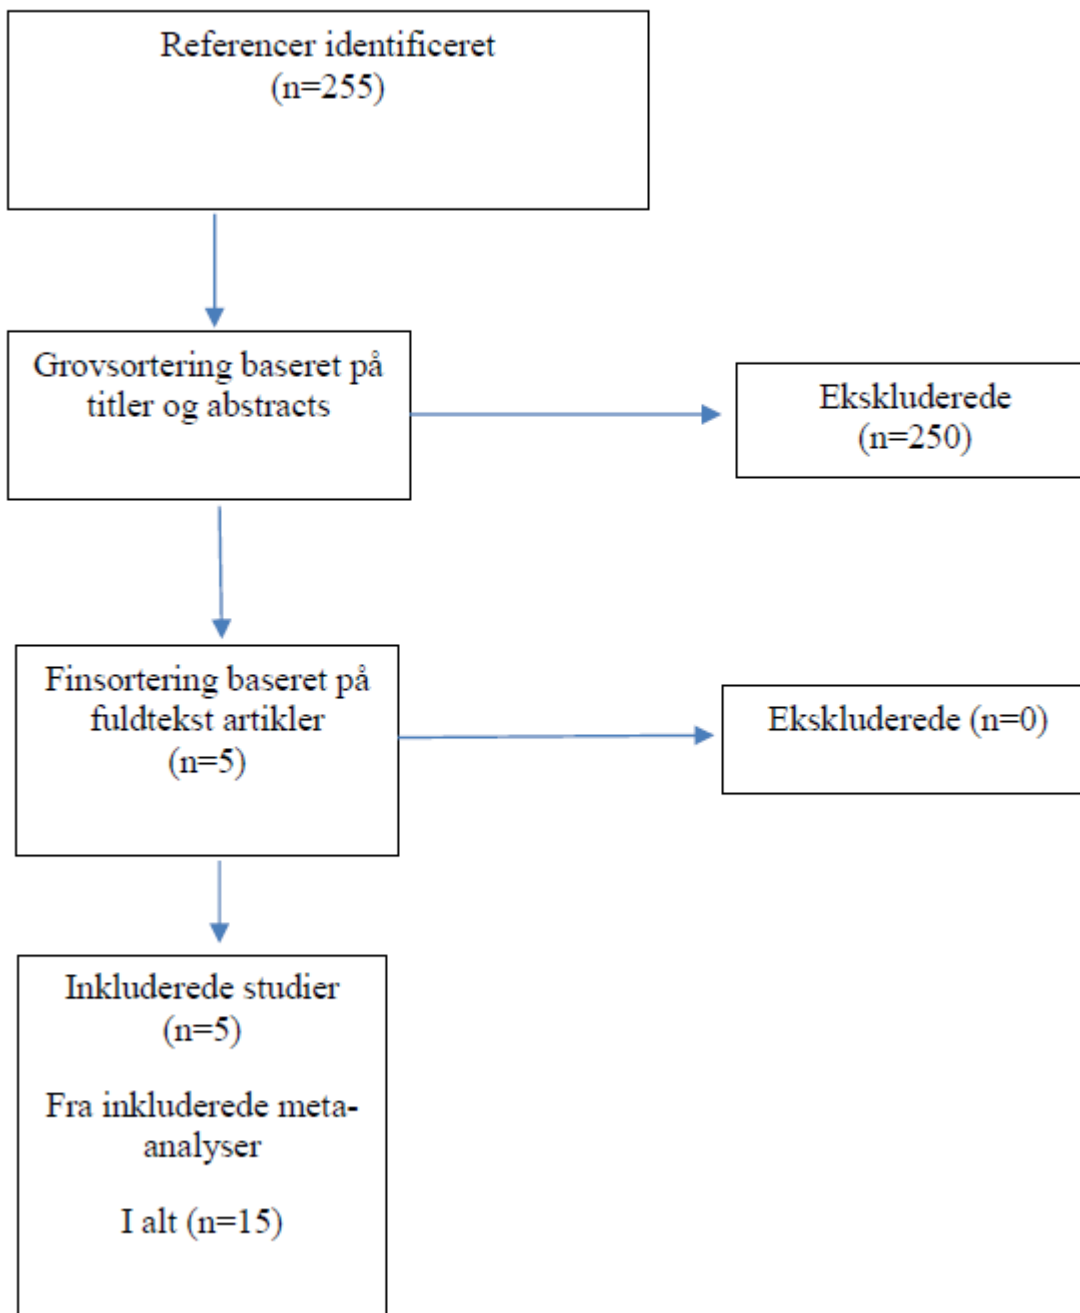 Referencer identificeret
(n=255)
Grovsortering baseret på
titler og abstracts
Ekskluderede
(n=250)
Finsortering baseret på
fuldtekst artikler
(n=5)
Ekskluderede (n=0)
Inkluderede studier
(n=5)
Fra inkluderede meta-
analyser
I alt (n=15)